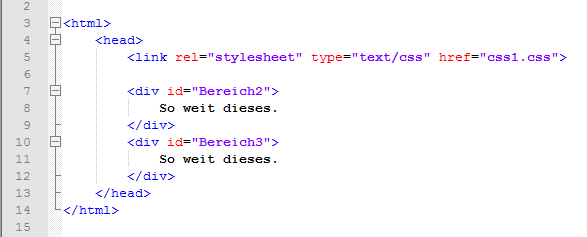 2
3 <html>
4 <head>
5 <link rel="stylesheet" type="text/css" href="css1.css">
6
7 <div id="Bereich2">
8 So weit dieses.
9 </div>
10 <div id="Bereich3">
11 So weit dieses.
12 </div>
13 </head>
14 </html>
15